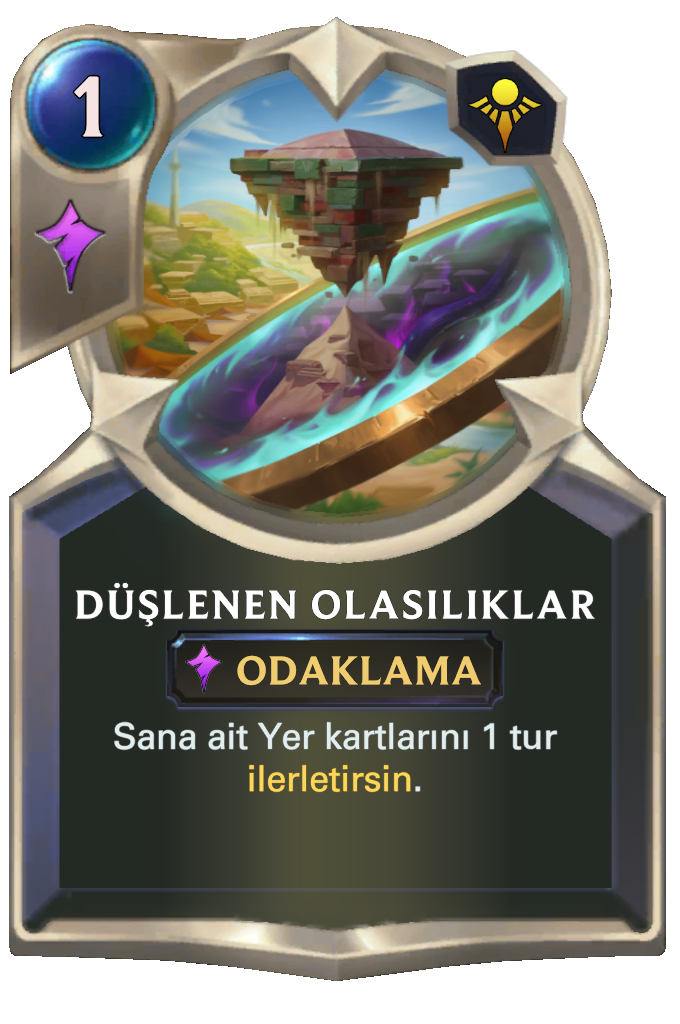 1
DÜŞLENEN OLASILIKLAR
ODAKLAMA
Sana ait Yer kartlarını 1 tur
ilerletirsin.